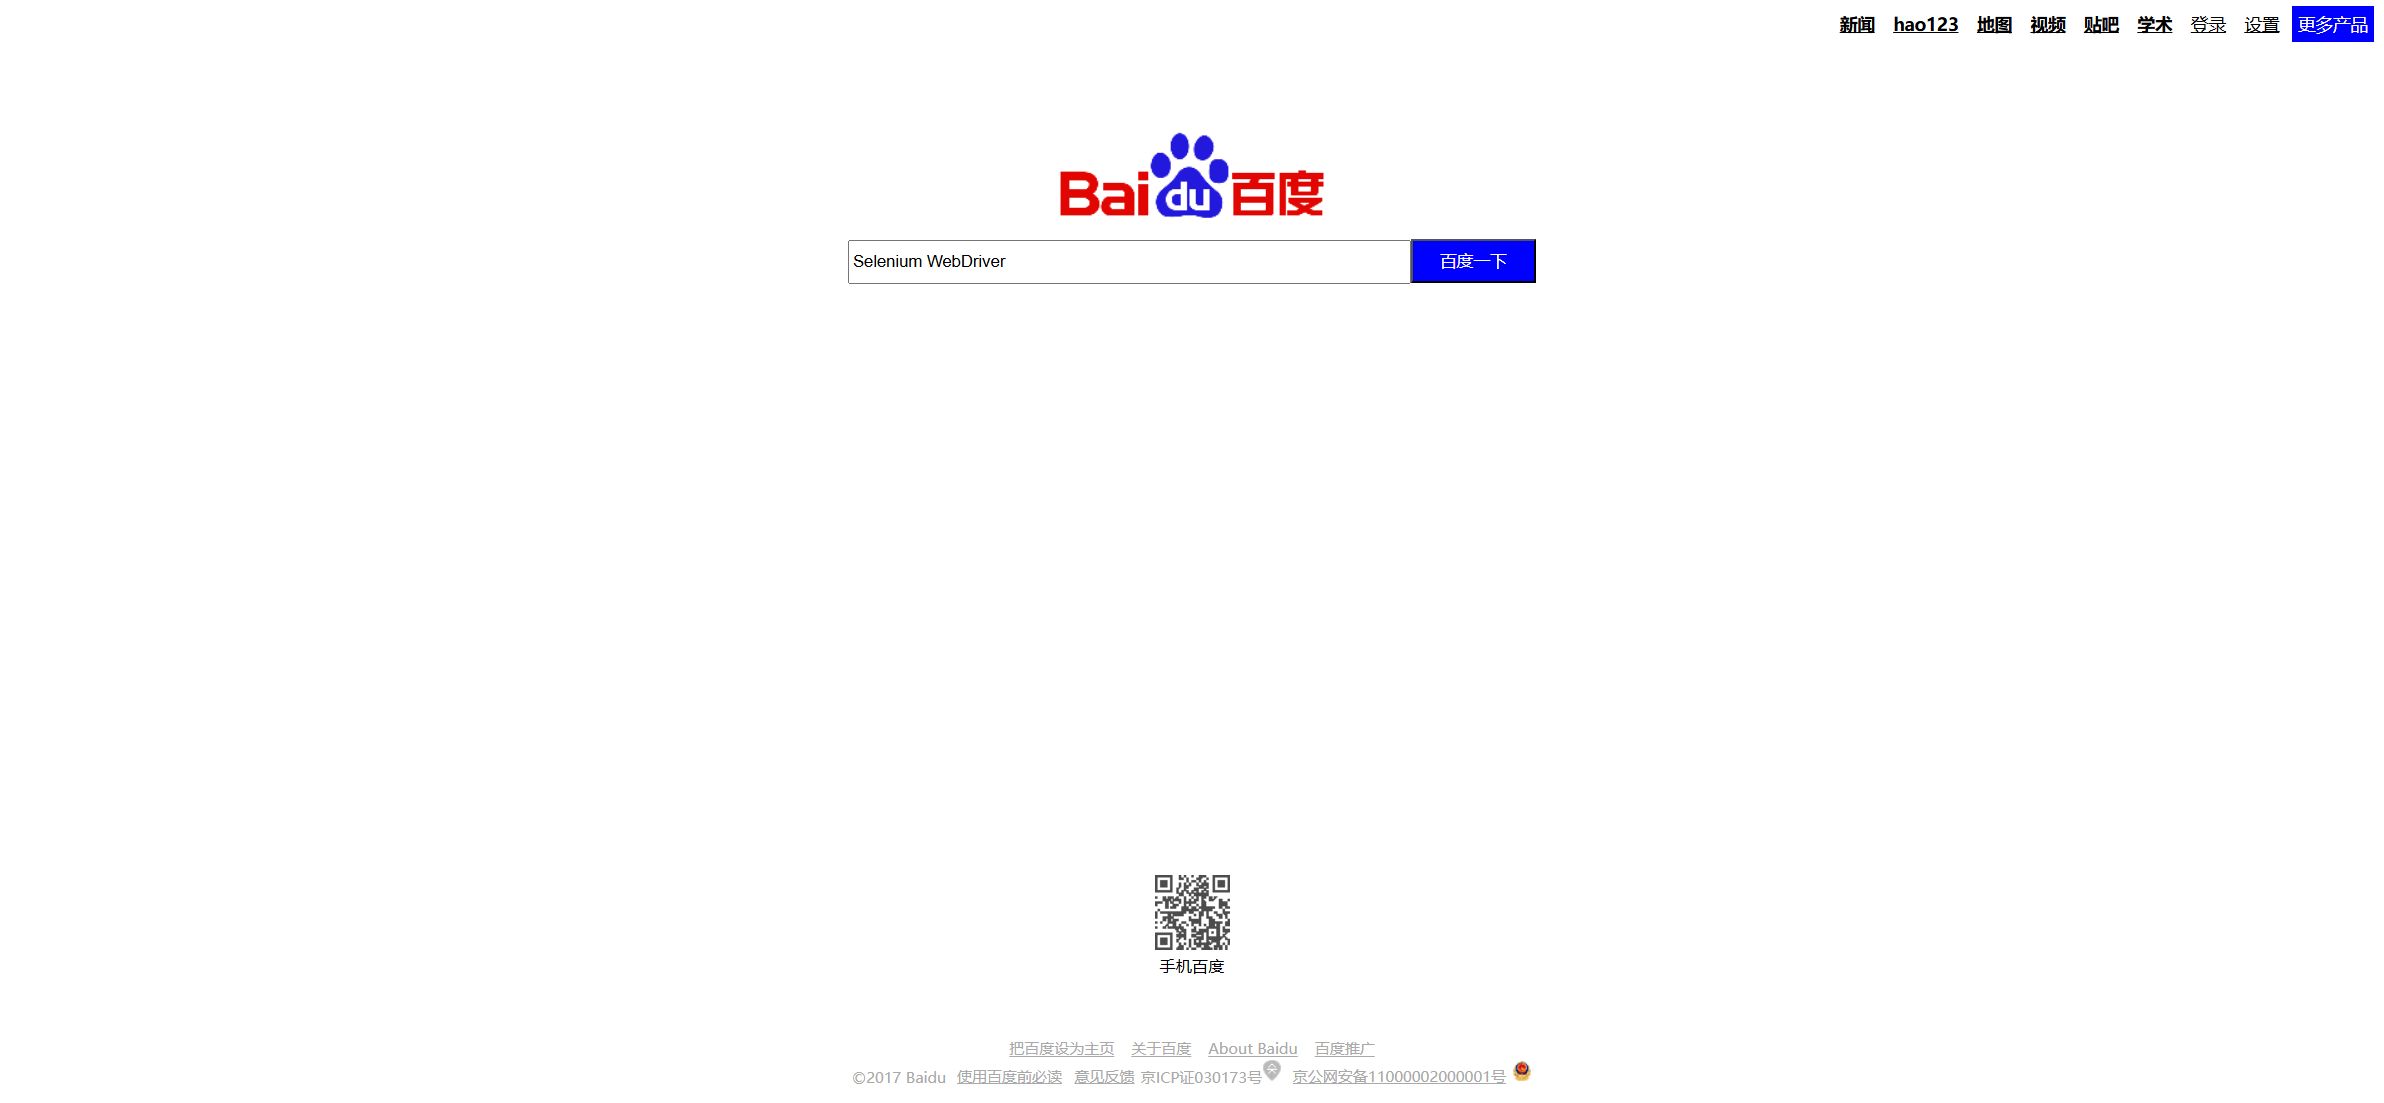 新闻 hao123 地图 视频 贴吧 学术 登录 设置 更多产品
Bai du 百度
Selenium WebDriver 百度一下
手机百度
把百度设为主页 关于百度 About Baidu 百度推广
©2017 Baidu 使用百度前必读 意见反馈 京ICP证030173号 京公网安备11000002000001号